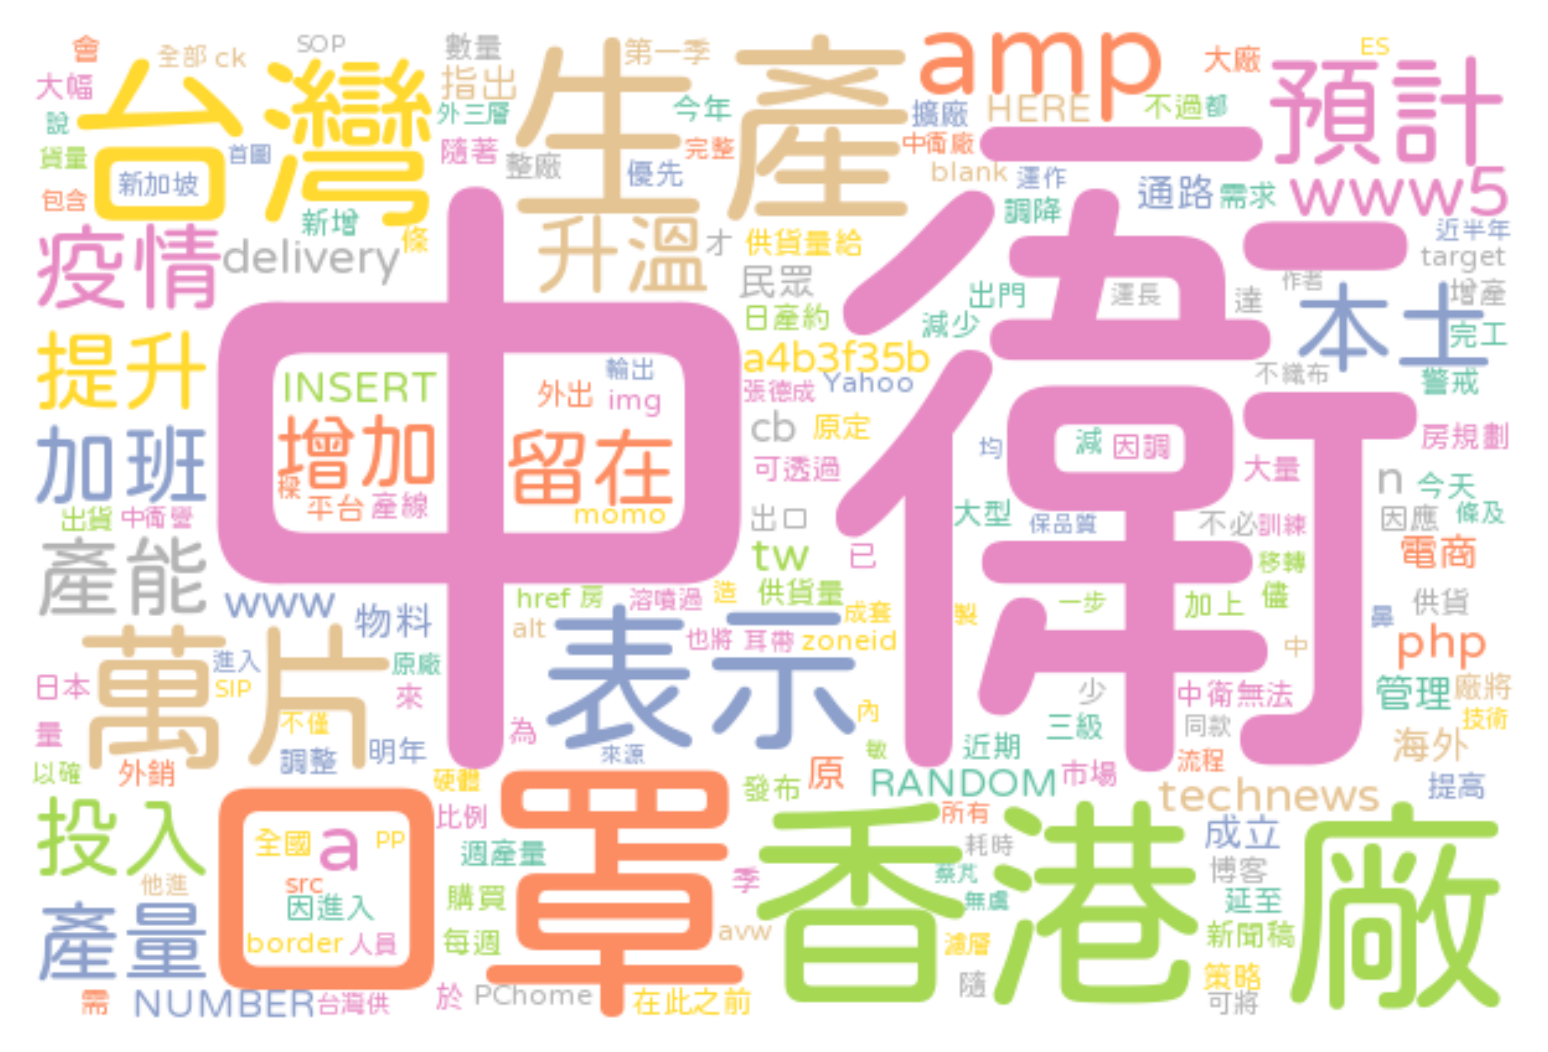 會
全部
ck
SOP
數量
第一季
amp
大廠
ES
大幅
台灣
指出
生產
今年
擴廠
HERE
不過
都
預計
說
外三層
貨量
首圖
隨著
整廠
優先
完整
中衛廠
blank
運作
通路
需求
www5
新加坡
包含
新增
條
調降
疫情
delivery
升溫
才
供貨量給
近半年
target
民眾
出門
運長
達
作者
增產
本土
完工
日產約
減少
提升
INSERT
輸出
外出
img
a4b3f35b
張德成
Yahoo
不織布
警戒
中衛
增加
留在
cb
原定
均
減
因調
房規劃
加班
可透過
大量
n
今天
平台
產線
momo
出口
大型
保品質
不必
訓練
因應
條及
出貨
中衛豐
tw
已
移轉
電商
產能
www
物料
href
房
溶噴過
造
供貨量
成套
製
一步
加上
儘
供貨
鼻
alt
表示
也將
耳帶
zoneid
中
php
萬片
進入
SIP
原廠
來
日本
不僅
量
調整
明年
為
來源
內
敏
少
三級
近期
中衛無法
同款
管理
廠將
技術
海外
以確
外銷
硬體
發布
原
RANDOM
市場
流程
technews
提高
投入
口罩
全國
a
PP
比例
週產量
所有
耗時
成立
博客
他進
src
因進入
購買
季
香港
無虞
延至
廠
產量
border
人員
每週
avw
濾層
新聞稿
需
NUMBER
台灣供
於
PChome
在此之前
隨
策略
可將